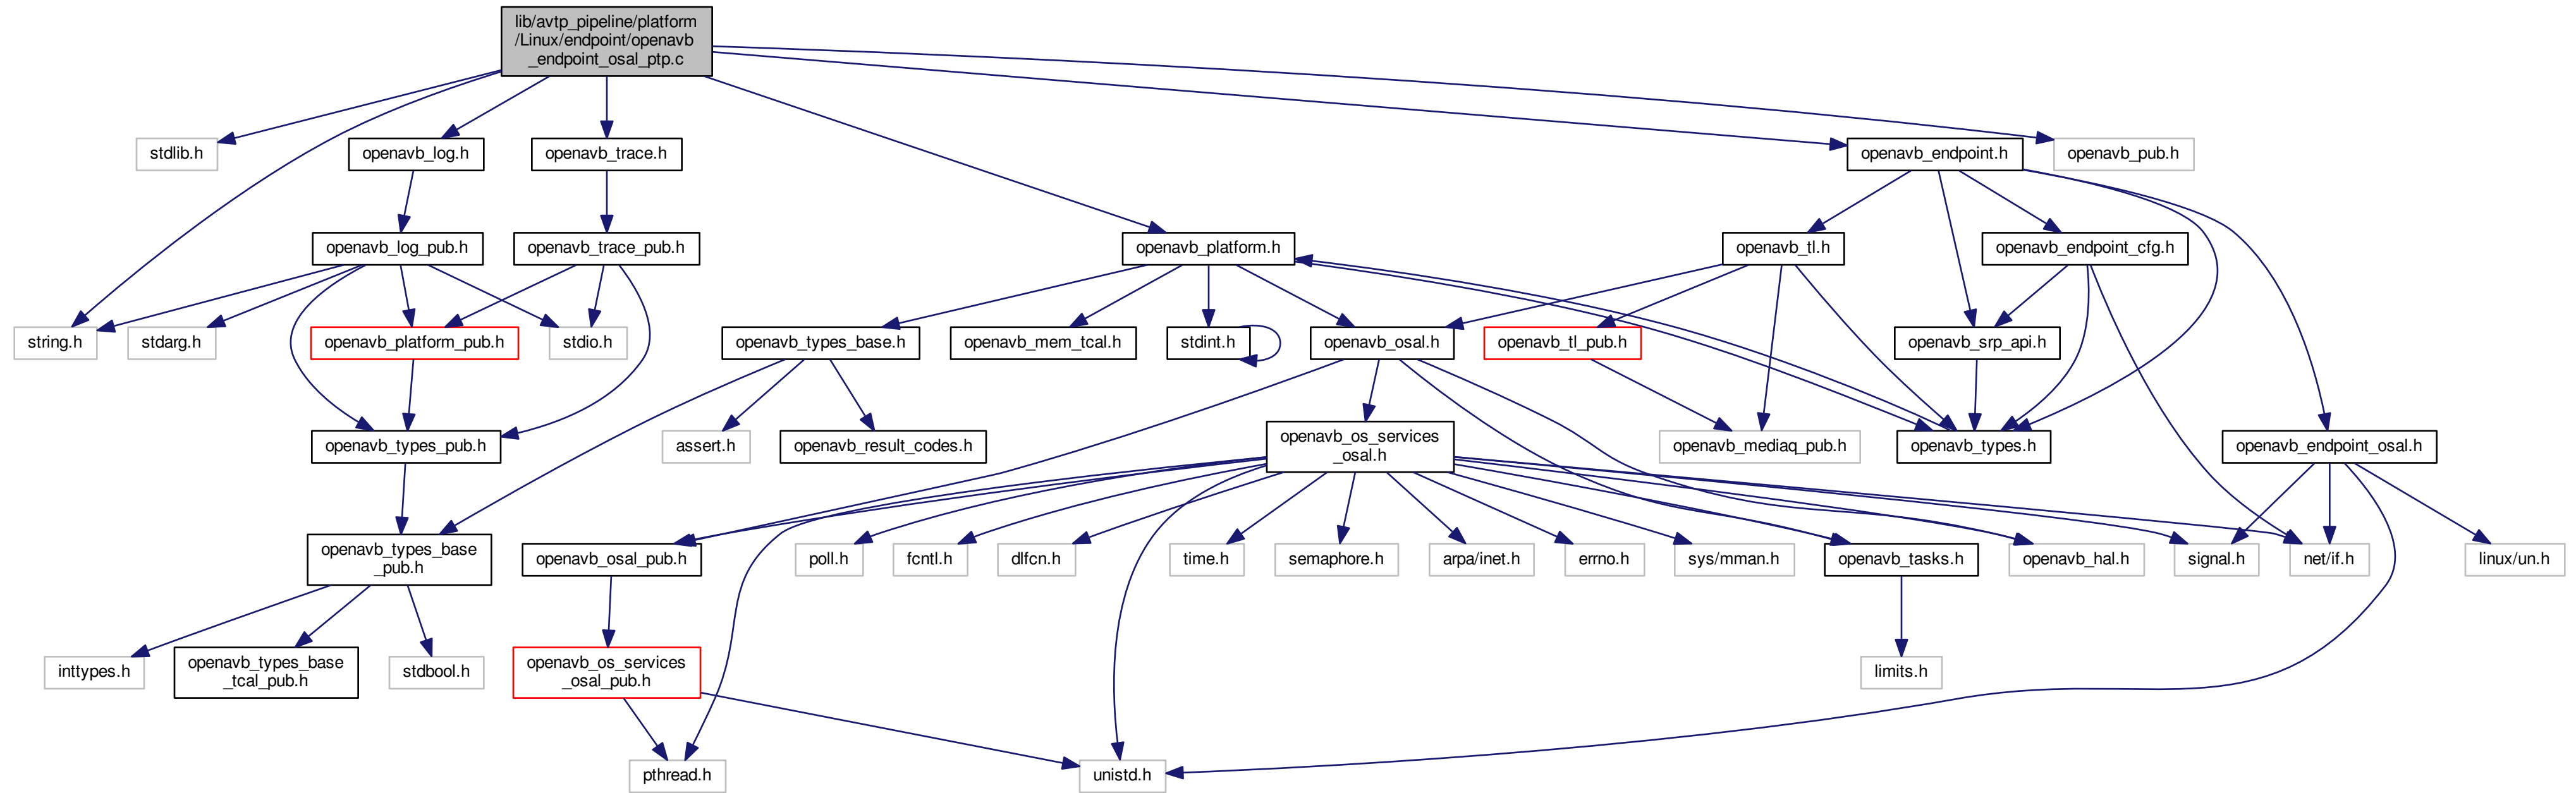 lib/avtp_pipeline/platform
/Linux/endpoint/openavb
_endpoint_osal_ptp.c
stdlib.h
openavb_log.h
openavb_trace.h
openavb_endpoint.h
openavb_pub.h
openavb_log_pub.h
openavb_trace_pub.h
openavb_platform.h
openavb_tl.h
openavb_endpoint_cfg.h
string.h
stdarg.h
openavb_platform_pub.h
stdio.h
openavb_types_base.h
openavb_mem_tcal.h
stdint.h
openavb_osal.h
openavb_tl_pub.h
openavb_srp_api.h
openavb_types_pub.h
assert.h
openavb_result_codes.h
openavb_os_services
_osal.h
openavb_mediaq_pub.h
openavb_types.h
openavb_endpoint_osal.h
openavb_types_base
_pub.h
openavb_osal_pub.h
poll.h
fcntl.h
dlfcn.h
time.h
semaphore.h
arpa/inet.h
errno.h
sys/mman.h
openavb_tasks.h
openavb_hal.h
signal.h
net/if.h
linux/un.h
inttypes.h
openavb_types_base
_tcal_pub.h
stdbool.h
openavb_os_services
_osal_pub.h
limits.h
pthread.h
unistd.h